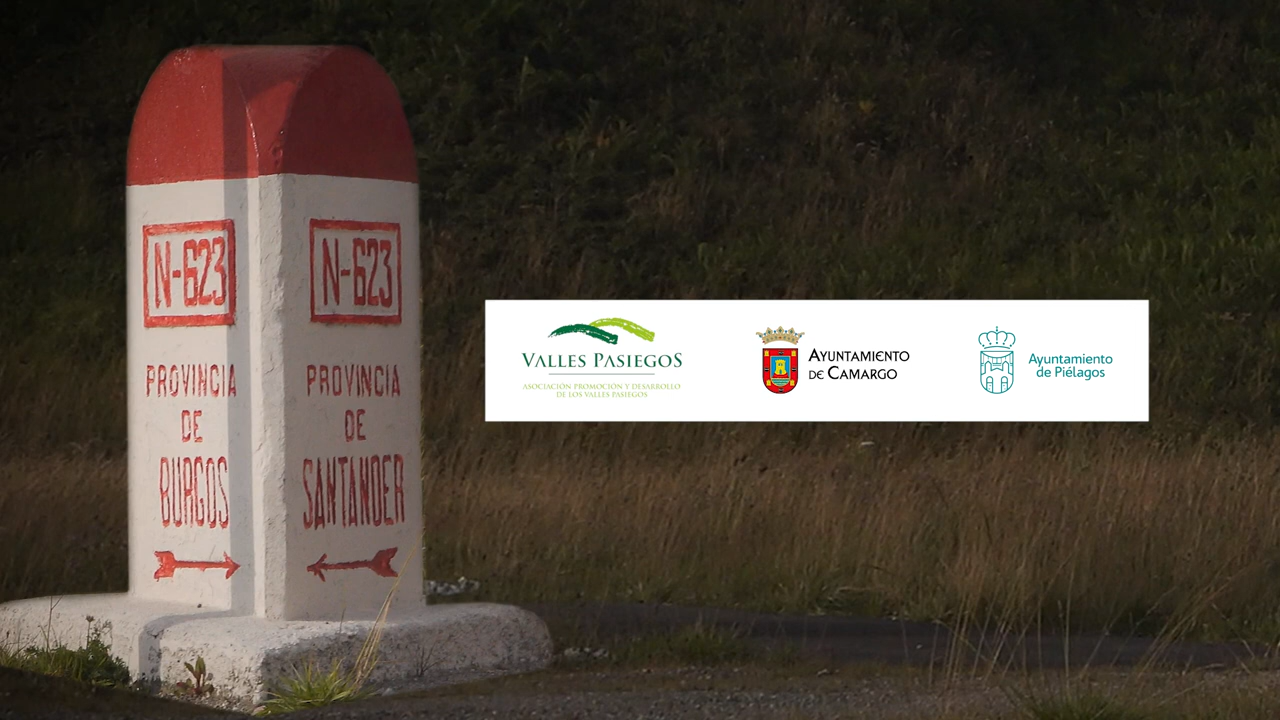 N-623
PROVINCIA
DE
BURGOS
N-623
PROVINCIA
DE
SANTANDER
VALLES PASIEGOS
ASOCIACIÓN PROMOCIÓN Y DESARROLLO
DE LOS VALLES PASIEGOS
AYUNTAMIENTO
DE CAMARGO
Ayuntamiento
de Piélagos